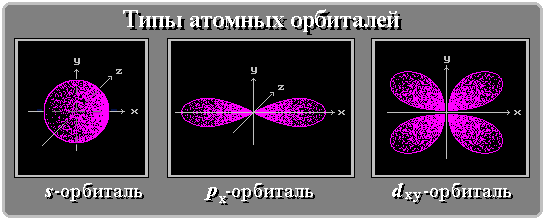 Типы атомных орбиталей
y z x
y z x
y x
s-орбиталь
px-орбиталь
dxy-орбиталь